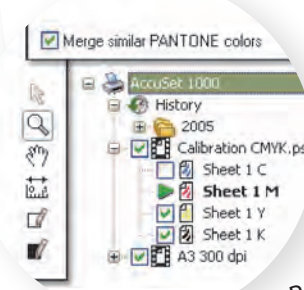 Merge similar PANTONE colors
AccuSet 1000
History
2005
Calibration CMYK.ps
Sheet 1 C
Sheet 1 M
Sheet 1 Y
Sheet 1 K
A3 300 dpi